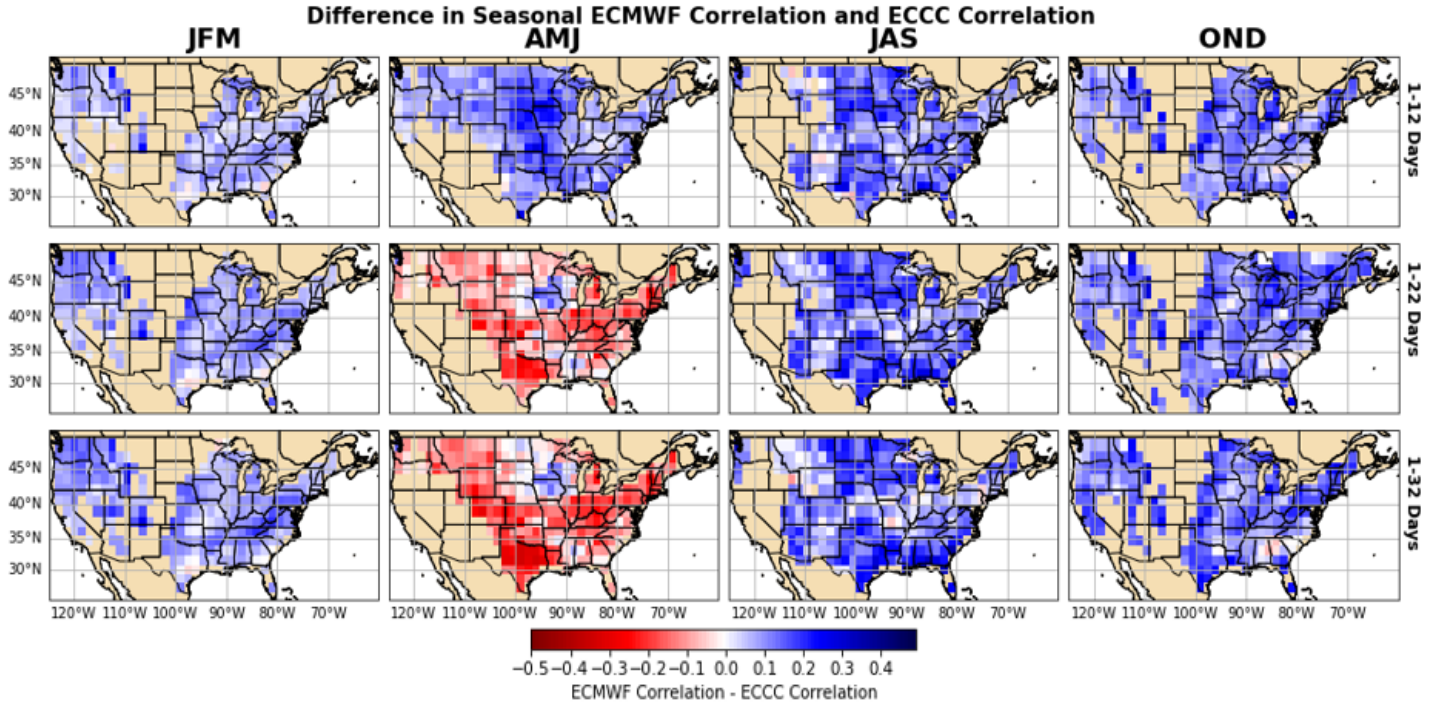 Difference in Seasonal ECMWF Correlation and ECCC Correlation
JFM AMJ JAS OND
45°N
40°N
35°N
30°N
1-12 Days
45°N
40°N
35°N
30°N
1-22 Days
45°N
40°N
35°N
30°N
1-32 Days
120°W 110°W 100°W 90°W 80°W 70°W 120°W 110°W 100°W 90°W 80°W 70°W 120°W 110°W 100°W 90°W 80°W 70°W 120°W 110°W 100°W 90°W 80°W 70°W
−0.5 −0.4 −0.3 −0.2 −0.1 0.0 0.1 0.2 0.3 0.4
ECMWF Correlation - ECCC Correlation